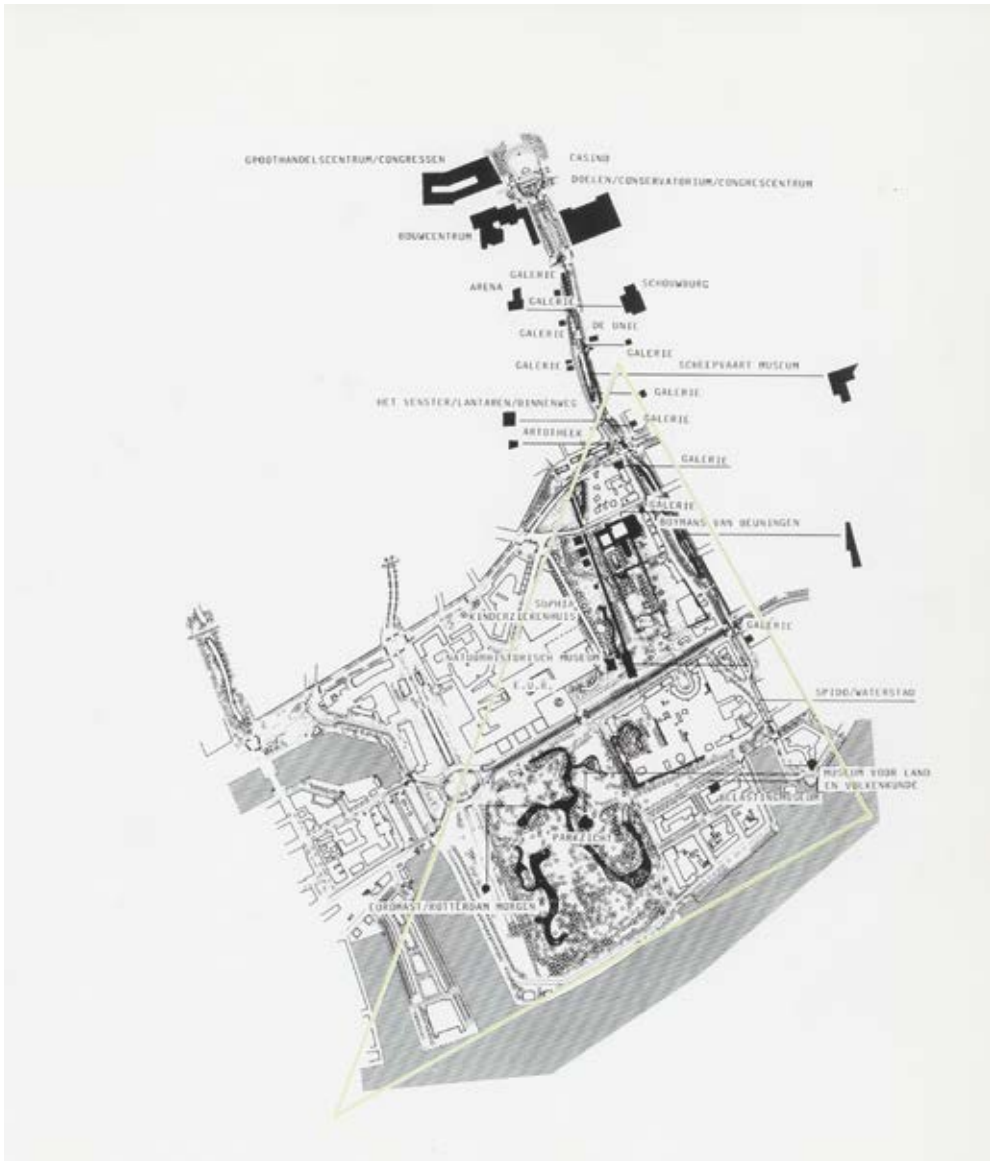 GROOTHANDELSCENTRUM/CONGRESSEN
CASINO
DOELEN/CONSERVATORIUM/CONGRESCENTRUM
BOUWCENTRUM
GALERIE
ARENA
SCHOUWBURG
GALERIE
DE UNIE
GALERIE
GALERIE
GALERIE
SCHEEPVAART MUSEUM
GALERIE
HET VENSTER/LANTAREN/BINNENWEG
GALERIE
ARTOTHEEK
GALERIE
GALERIE
BOYMANS VAN BEUNINGEN
SOPHIA
KINDERZIEKENHUIS
GALERIE
NATUURHISTORISCH MUSEUM
E.U.R.
SPIDO/WATERSTAD
MUSEUM VOOR LAND
EN VOLKENKUNDE
BELASTINGMUSEUM
PARKZICHT
EUROMAST/ROTTERDAM MORGEN